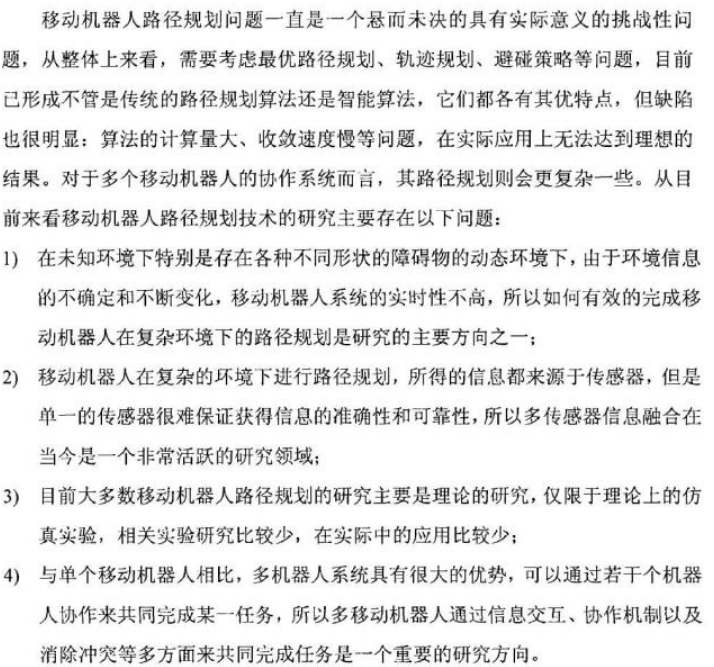 移动机器人路径规划问题一直是一个悬而未决的具有实际意义的挑战性问
题，从整体上来看，需要考虑最优路径规划、轨迹规划、避碰策略等问题，目前
已形成不管是传统的路径规划算法还是智能算法，它们都各有其优特点，但缺陷
也很明显：算法的计算量大、收敛速度慢等问题，在实际应用上无法达到理想的
结果。对于多个移动机器人的协作系统而言，其路径规划则会更复杂一些。从目
前来看移动机器人路径规划技术的研究主要存在以下问题：
1) 在未知环境下特别是存在各种不同形状的障碍物的动态环境下，由于环境信息
的不确定和不断变化，移动机器人系统的实时性不高，所以如何有效的完成移
动机器人在复杂环境下的路径规划是研究的主要方向之一；
2) 移动机器人在复杂的环境下进行路径规划，所得的信息都来源于传感器，但是
单一的传感器很难保证获得信息的准确性和可靠性，所以多传感器信息融合在
当今是一个非常活跃的研究领域；
3) 目前大多数移动机器人路径规划的研究主要是理论的研究，仅限于理论上的仿
真实验，相关实验研究比较少，在实际中的应用比较少；
4) 与单个移动机器人相比，多机器人系统具有很大的优势，可以通过若干个机器
人协作来共同完成某一任务，所以多移动机器人通过信息交互、协作机制以及
消除冲突等多方面来共同完成任务是一个重要的研究方向。